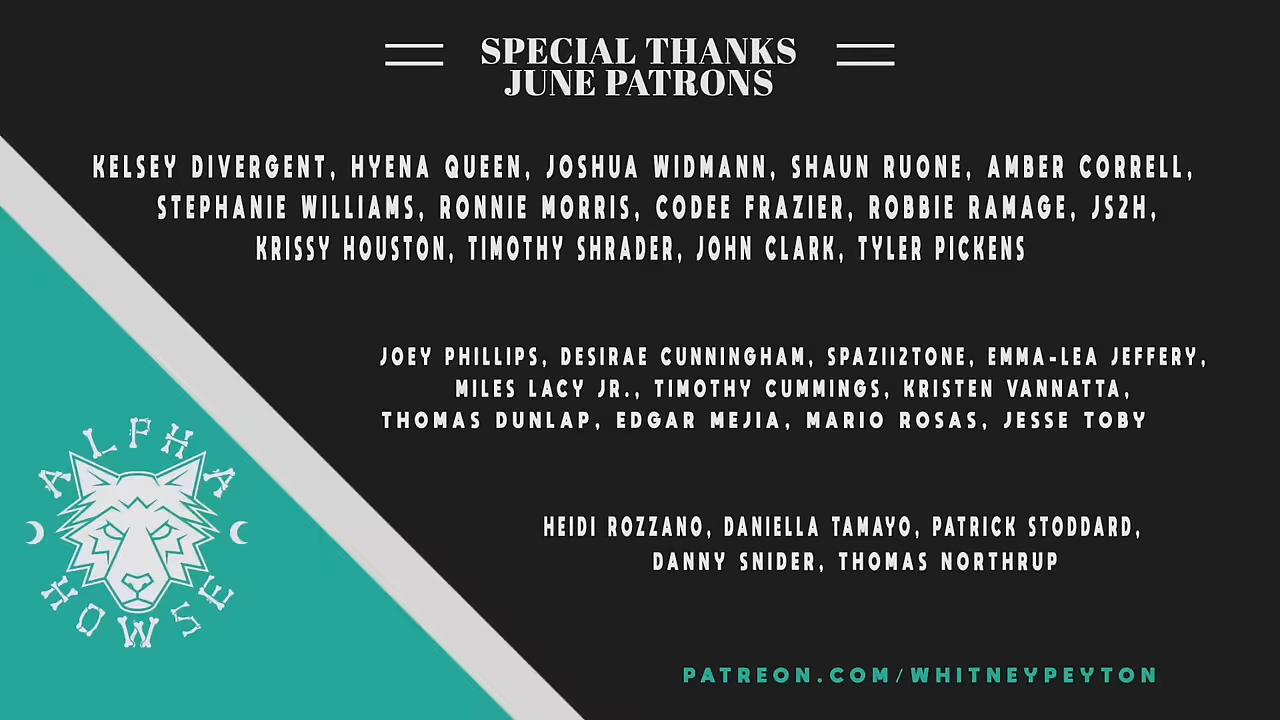 SPECIAL THANKS
JUNE PATRONS
KELSEY DIVERGENT, HYENA QUEEN, JOSHUA WIDMANN, SHAUN RUONE, AMBER CORRELL,
STEPHANIE WILLIAMS, RONNIE MORRIS, CODEE FRAZIER, ROBBIE RAMAGE, JS2H,
KRISSY HOUSTON, TIMOTHY SHRADER, JOHN CLARK, TYLER PICKENS
JOEY PHILLIPS, DESIRAE CUNNINGHAM, SPAZII2TONE, EMMA-LEA JEFFERY,
MILES LACY JR., TIMOTHY CUMMINGS, KRISTEN VANNATTA,
THOMAS DUNLAP, EDGAR MEJIA, MARIO ROSAS, JESSE TOBY
HEIDI ROZZANO, DANIELLA TAMAYO, PATRICK STODDARD,
DANNY SNIDER, THOMAS NORTHRUP
ALPHA
HOWSE
PATREON.COM/WHITNEYPEYTON